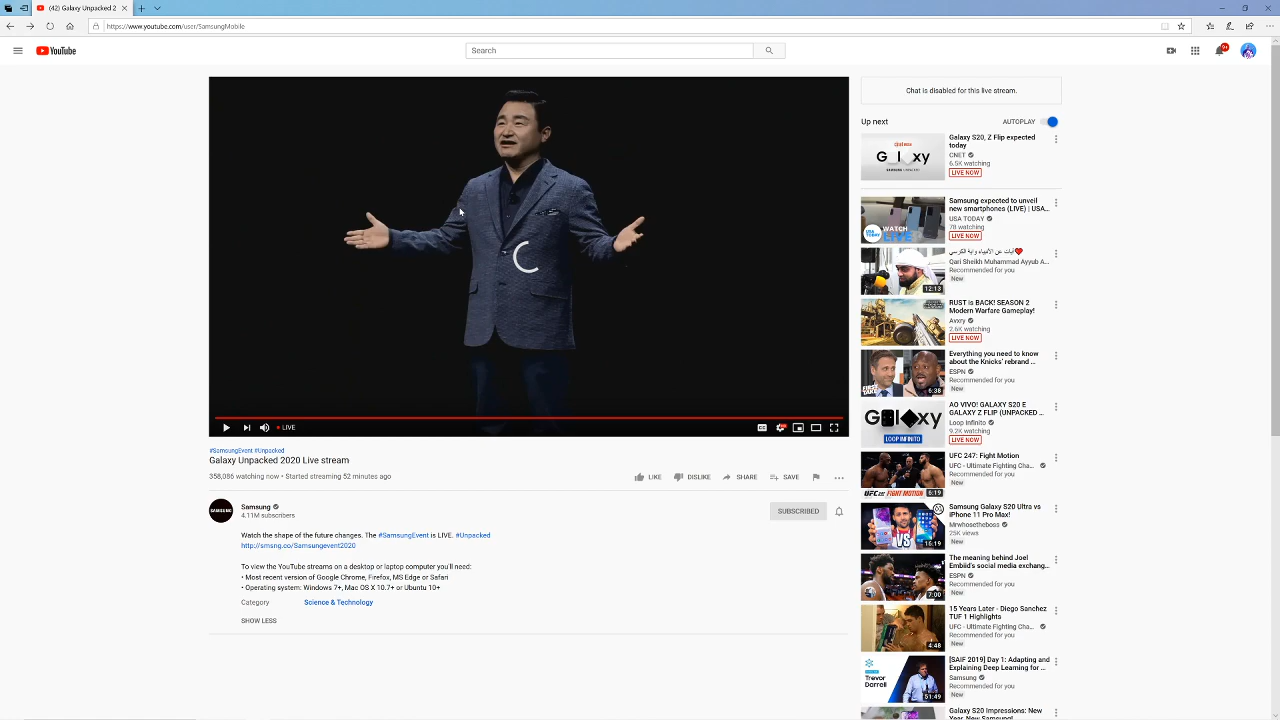 (42) Galaxy Unpacked 2
https://www.youtube.com/user/SamsungMobile
YouTube
Search
9+
Chat is disabled for this live stream.
Up next
AUTOPLAY
Galaxy
Galaxy S20, Z Flip expected
today
CNET
6.5K watching
LIVE NOW
USA TODAY
WATCH
LIVE
Samsung expected to unveil
new smartphones (LIVE) | USA...
USA TODAY
78 watching
LIVE NOW
12:13
Qari Sheikh Muhammad Ayyub A...
Recommended for you
New
RUST is BACK! SEASON 2
Modern Warfare Gameplay!
Avxry
2.6K watching
LIVE NOW
6:38
Everything you need to know
about the Knicks' rebrand ...
ESPN
Recommended for you
New
Galaxy
LOOP INFINITO
AO VIVO! GALAXY S20 E
GALAXY Z FLIP (UNPACKED ...
Loop Infinito
9.2K watching
LIVE NOW
UFC 247 FIGHT MOTION
6:19
UFC 247: Fight Motion
UFC - Ultimate Fighting Cha...
Recommended for you
New
VS
16:19
Samsung Galaxy S20 Ultra vs
iPhone 11 Pro Max!
Mrwhosetheboss
25K views
New
7:00
The meaning behind Joel
Embiid's social media exchang...
ESPN
Recommended for you
New
4:48
15 Years Later - Diego Sanchez
TUF 1 Highlights
UFC - Ultimate Fighting Cha...
Recommended for you
New
Trevor
Darrell
51:49
[SAIF 2019] Day 1: Adapting and
Explaining Deep Learning for ...
Samsung
Recommended for you
New
Galaxy S20 Impressions: New
Year, New Samsung!
LIVE
#SamsungEvent #Unpacked
Galaxy Unpacked 2020 Live stream
358,086 watching now • Started streaming 52 minutes ago
LIKE
DISLIKE
SHARE
SAVE
SAMSUNG
Samsung
4.11M subscribers
SUBSCRIBED
Watch the shape of the future changes. The #SamsungEvent is LIVE. #Unpacked
http://smsng.co/Samsungevent2020
To view the YouTube streams on a desktop or laptop computer you'll need:
• Most recent version of Google Chrome, Firefox, MS Edge or Safari
• Operating system: Windows 7+, Mac OS X 10.7+ or Ubuntu 10+
Category Science & Technology
SHOW LESS